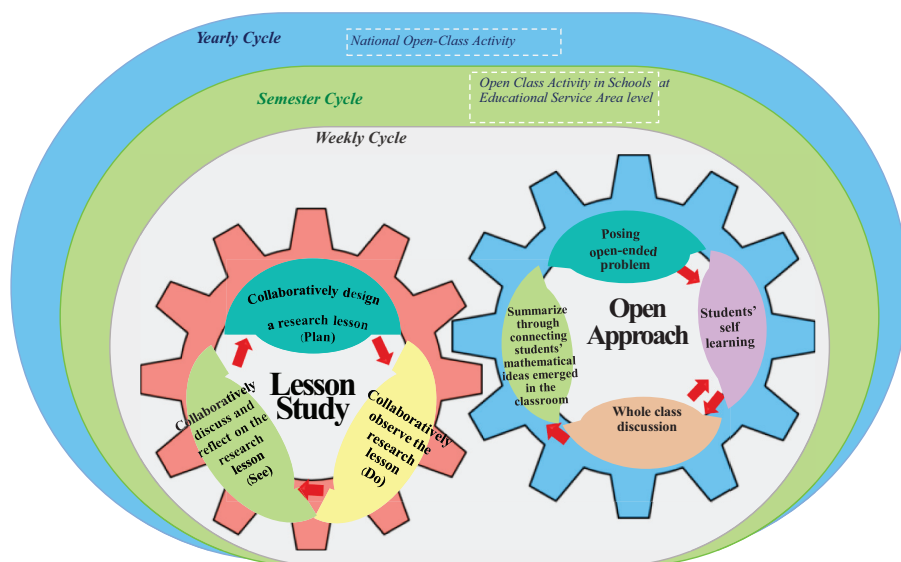 Yearly Cycle
National Open-Class Activity
Semester Cycle
Open Class Activity in Schools at
Educational Service Area level
Weekly Cycle
Collaboratively design
a research lesson
(Plan)
Lesson
Study
Collaboratively
observe the
research
lesson
(Do)
Collaboratively
discuss and
reflect on the
research
lesson
(See)
Posing
open-ended
problem
Open
Approach
Students'
self
learning
Whole class
discussion
Summarize
through
connecting
students'
mathematical
ideas emerged
in the
classroom